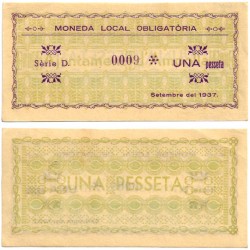 MONEDA LOCAL OBLIGATÒRIA
Sèrie D. 0009 * UNA pesseta
Setembre del 1937.
UNA PESSETA